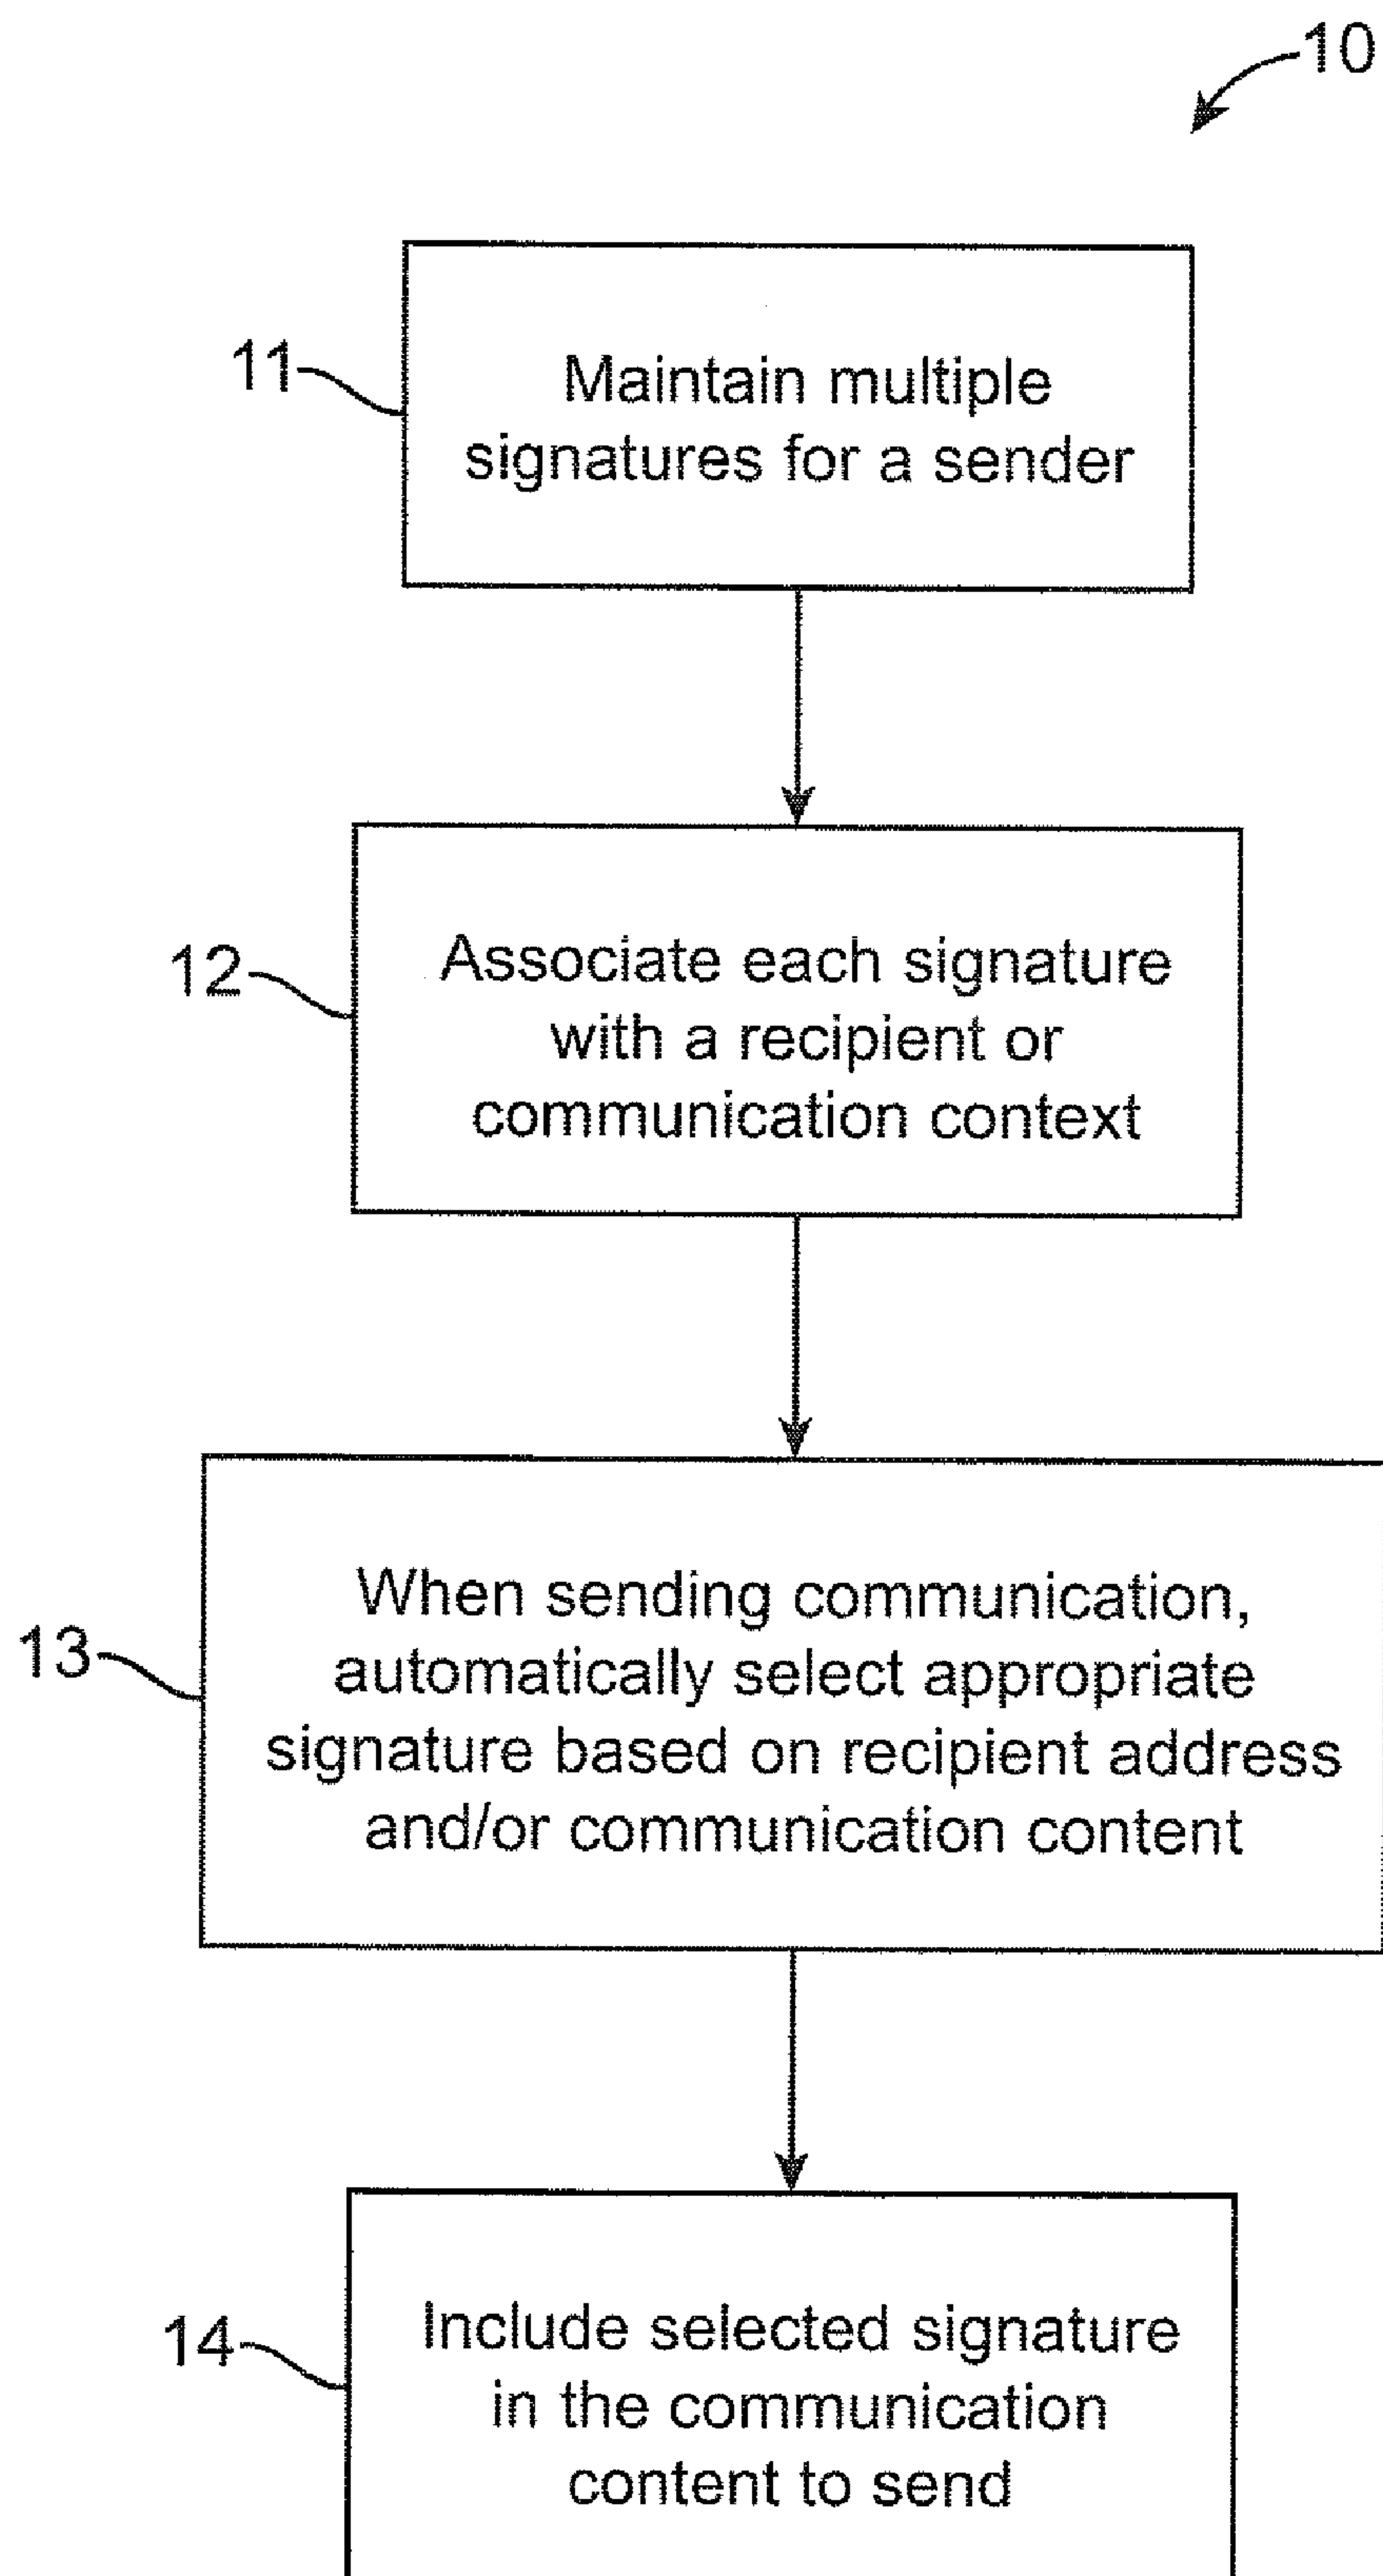 10
11
Maintain multiple
signatures for a sender
12
Associate each signature
with a recipient or
communication context
13
When sending communication,
automatically select appropriate
signature based on recipient address
and/or communication content
14
Include selected signature
in the communication
content to send